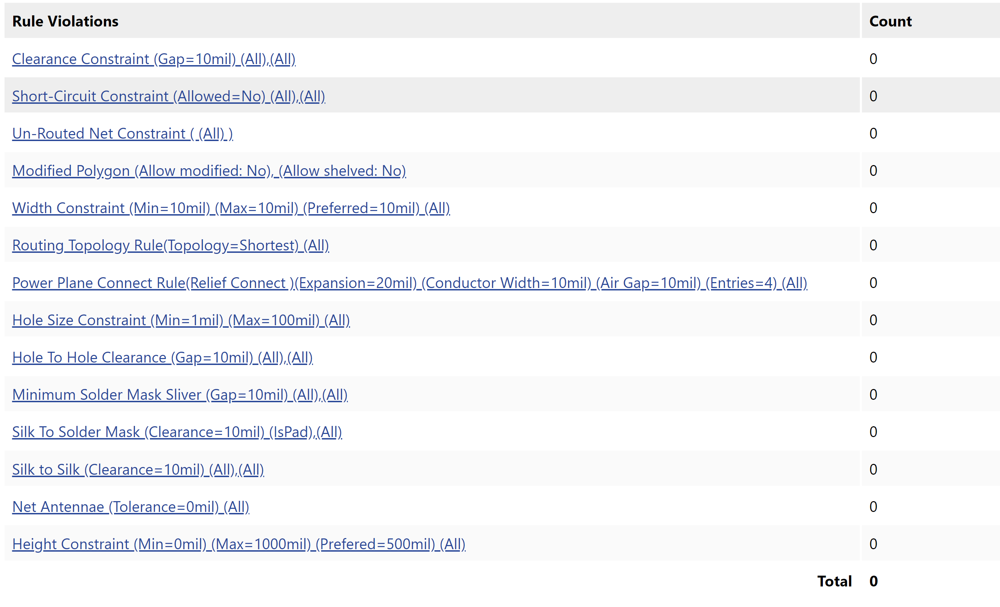 Rule Violations Count
Clearance Constraint (Gap=10mil) (All),(All) 0
Short-Circuit Constraint (Allowed=No) (All),(All) 0
Un-Routed Net Constraint ( (All) ) 0
Modified Polygon (Allow modified: No), (Allow shelved: No) 0
Width Constraint (Min=10mil) (Max=10mil) (Preferred=10mil) (All) 0
Routing Topology Rule(Topology=Shortest) (All) 0
Power Plane Connect Rule(Relief Connect )(Expansion=20mil) (Conductor Width=10mil) (Air Gap=10mil) (Entries=4) (All) 0
Hole Size Constraint (Min=1mil) (Max=100mil) (All) 0
Hole To Hole Clearance (Gap=10mil) (All),(All) 0
Minimum Solder Mask Sliver (Gap=10mil) (All),(All) 0
Silk To Solder Mask (Clearance=10mil) (IsPad),(All) 0
Silk to Silk (Clearance=10mil) (All),(All) 0
Net Antennae (Tolerance=0mil) (All) 0
Height Constraint (Min=0mil) (Max=1000mil) (Prefered=500mil) (All) 0
Total 0